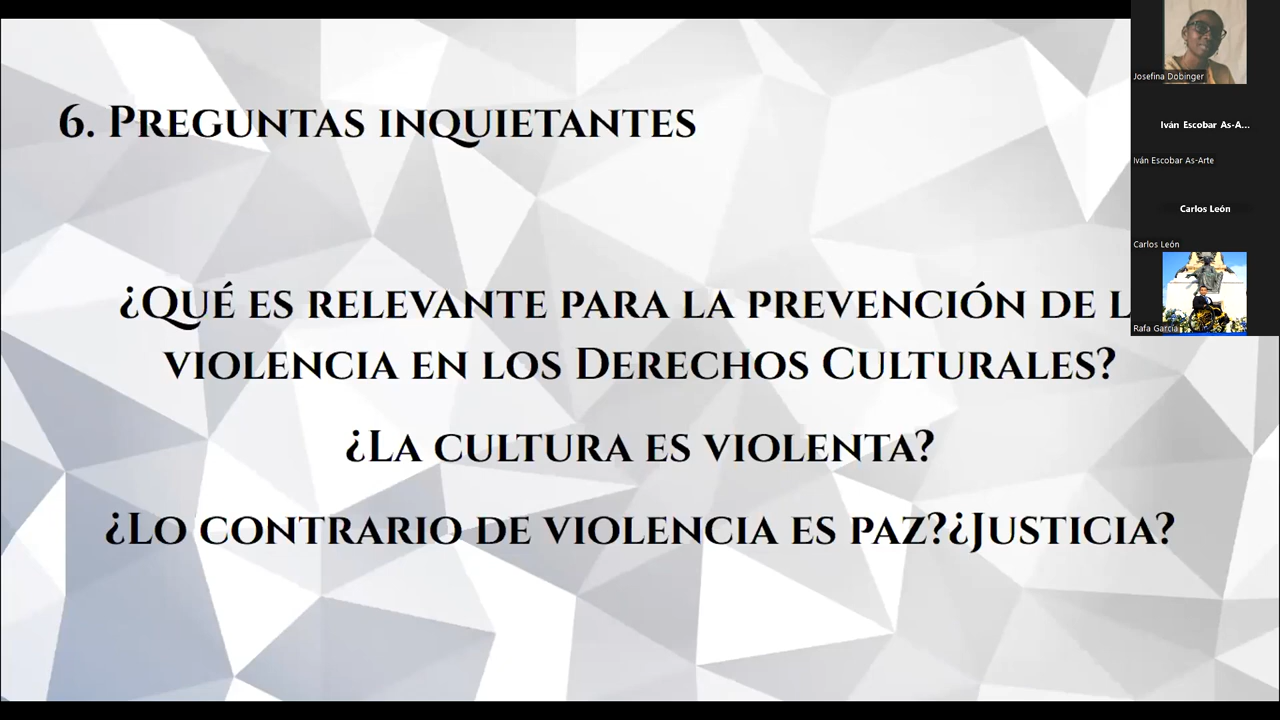 6. Preguntas inquietantes
¿Qué es relevante para la prevención de l
violencia en los Derechos Culturales?
¿La cultura es violenta?
¿Lo contrario de violencia es paz?¿Justicia?
Josefina Dobinger
Iván Escobar As-A...
Iván Escobar As-Arte
Carlos León
Carlos León
Rafa García